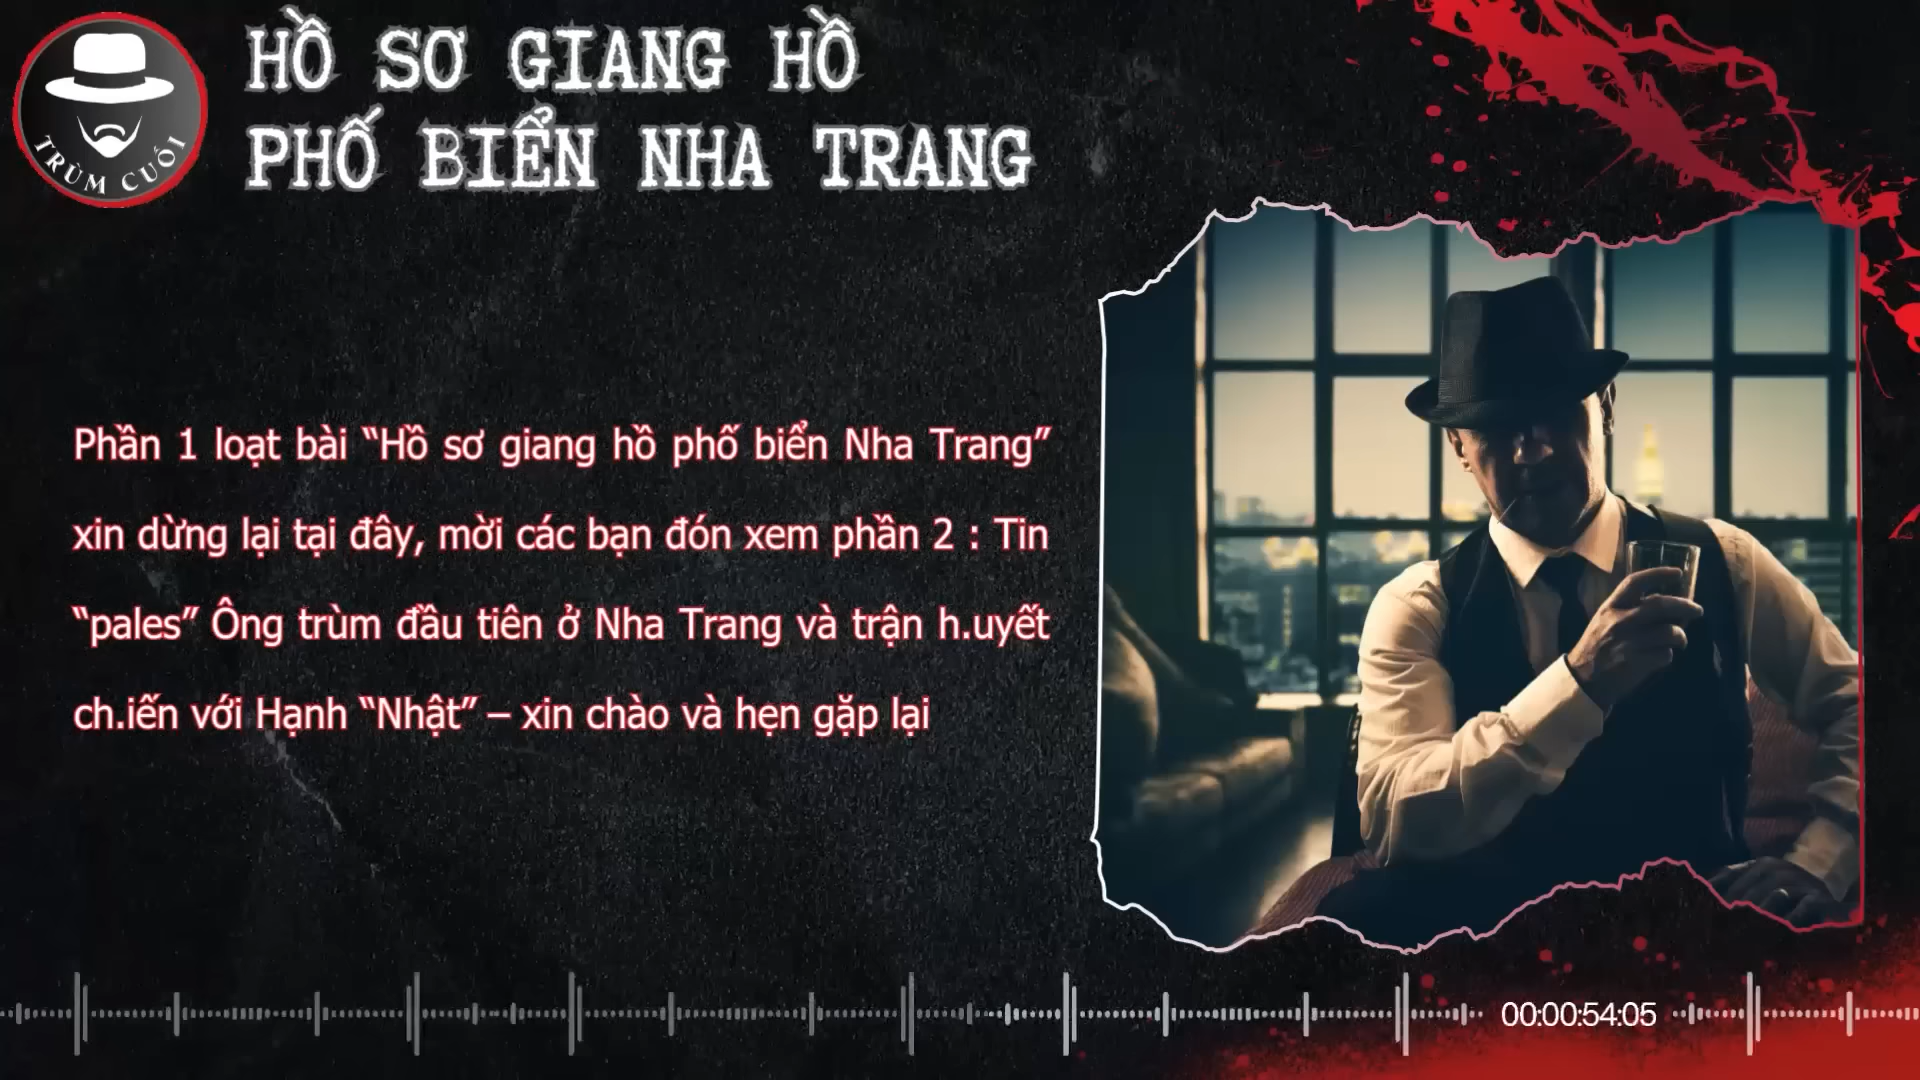 TRÙM CUỐI
HỒ SƠ GIANG HỒ
PHỐ BIỂN NHA TRANG
Phần 1 loạt bài “Hồ sơ giang hồ phố biển Nha Trang”
xin dừng lại tại đây, mời các bạn đón xem phần 2 : Tin
“pales” Ông trùm đầu tiên ở Nha Trang và trận h.uyết
ch.iến với Hạnh “Nhật” – xin chào và hẹn gặp lại
00:00:54:05